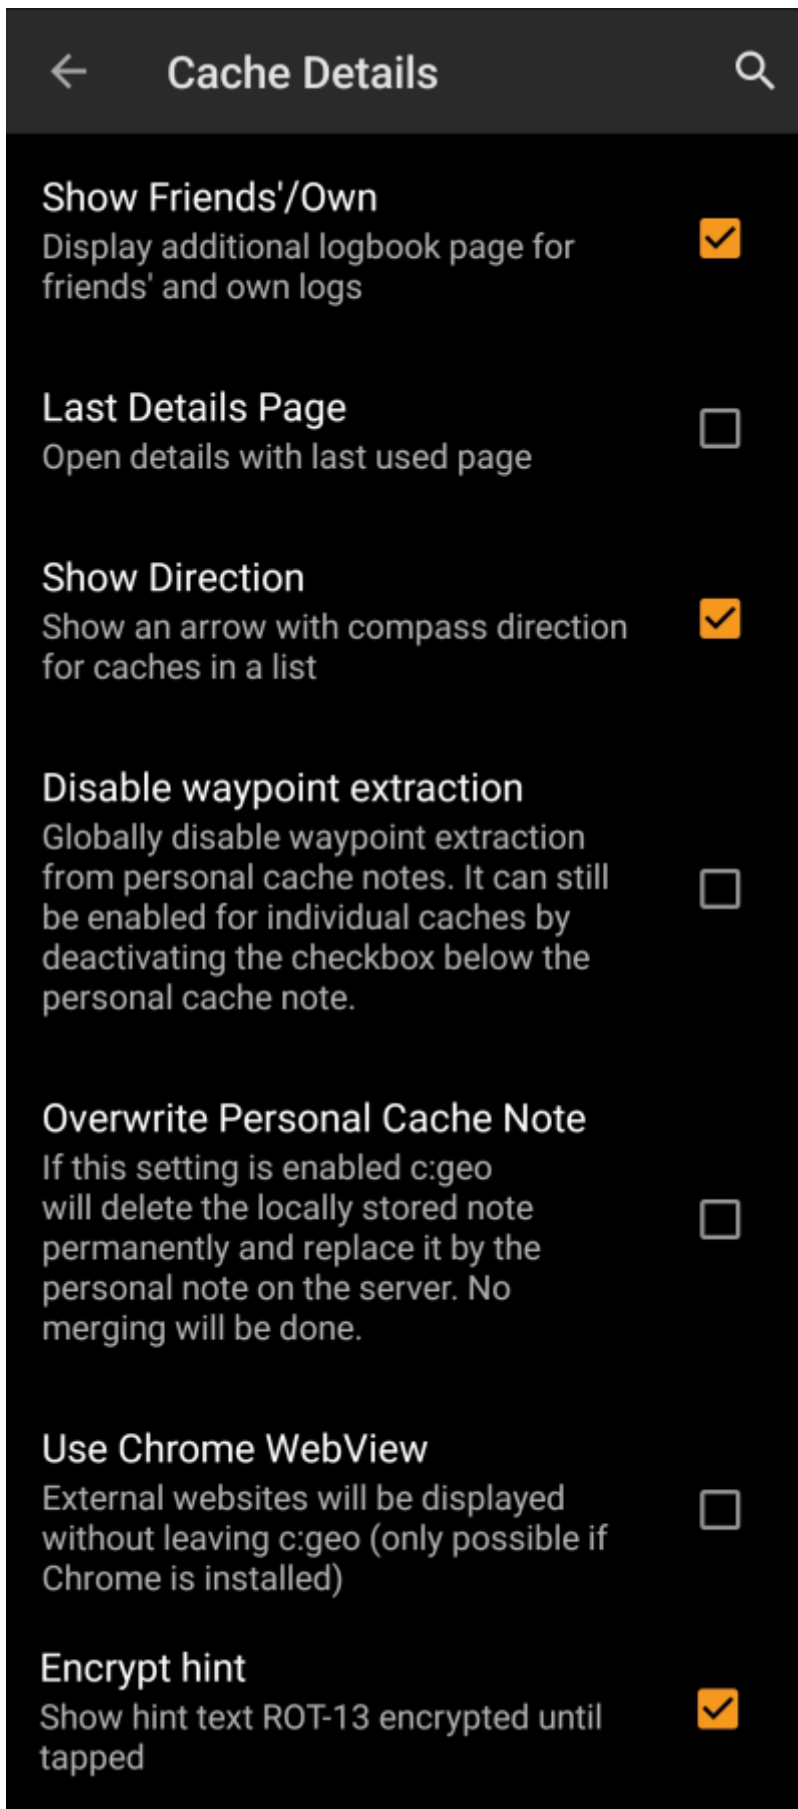 Cache Details
Show Friends'/Own
Display additional logbook page for
friends' and own logs
Last Details Page
Open details with last used page
Show Direction
Show an arrow with compass direction
for caches in a list
Disable waypoint extraction
Globally disable waypoint extraction
from personal cache notes. It can still
be enabled for individual caches by
deactivating the checkbox below the
personal cache note.
Overwrite Personal Cache Note
If this setting is enabled c:geo
will delete the locally stored note
permanently and replace it by the
personal note on the server. No
merging will be done.
Use Chrome WebView
External websites will be displayed
without leaving c:geo (only possible if
Chrome is installed)
Encrypt hint
Show hint text ROT-13 encrypted until
tapped